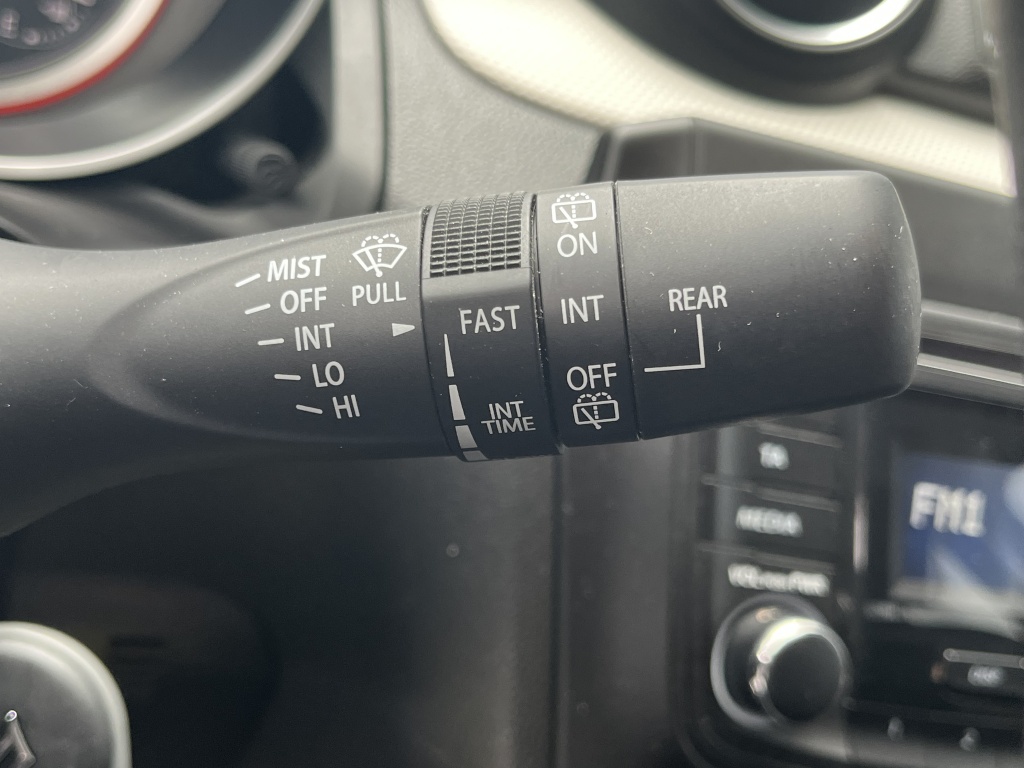 MIST
OFF
INT
LO
HI
PULL
FAST
INT
TIME
ON
INT
OFF
REAR
MEDIA
FM1